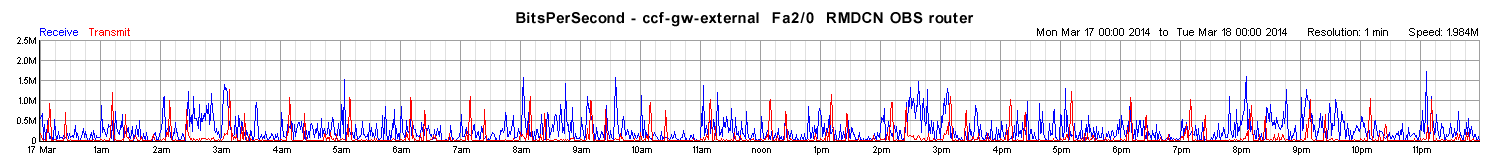 BitsPerSecond - ccf-gw-external Fa2/0 RMDCN OBS router
Receive Transmit Mon Mar 17 00:00 2014 to Tue Mar 18 00:00 2014 Resolution: 1 min Speed: 1.984M
2.5M
2.0M
1.5M
1.0M
0.5M
0
17 Mar 1am 2am 3am 4am 5am 6am 7am 8am 9am 10am 11am noon 1pm 2pm 3pm 4pm 5pm 6pm 7pm 8pm 9pm 10pm 11pm